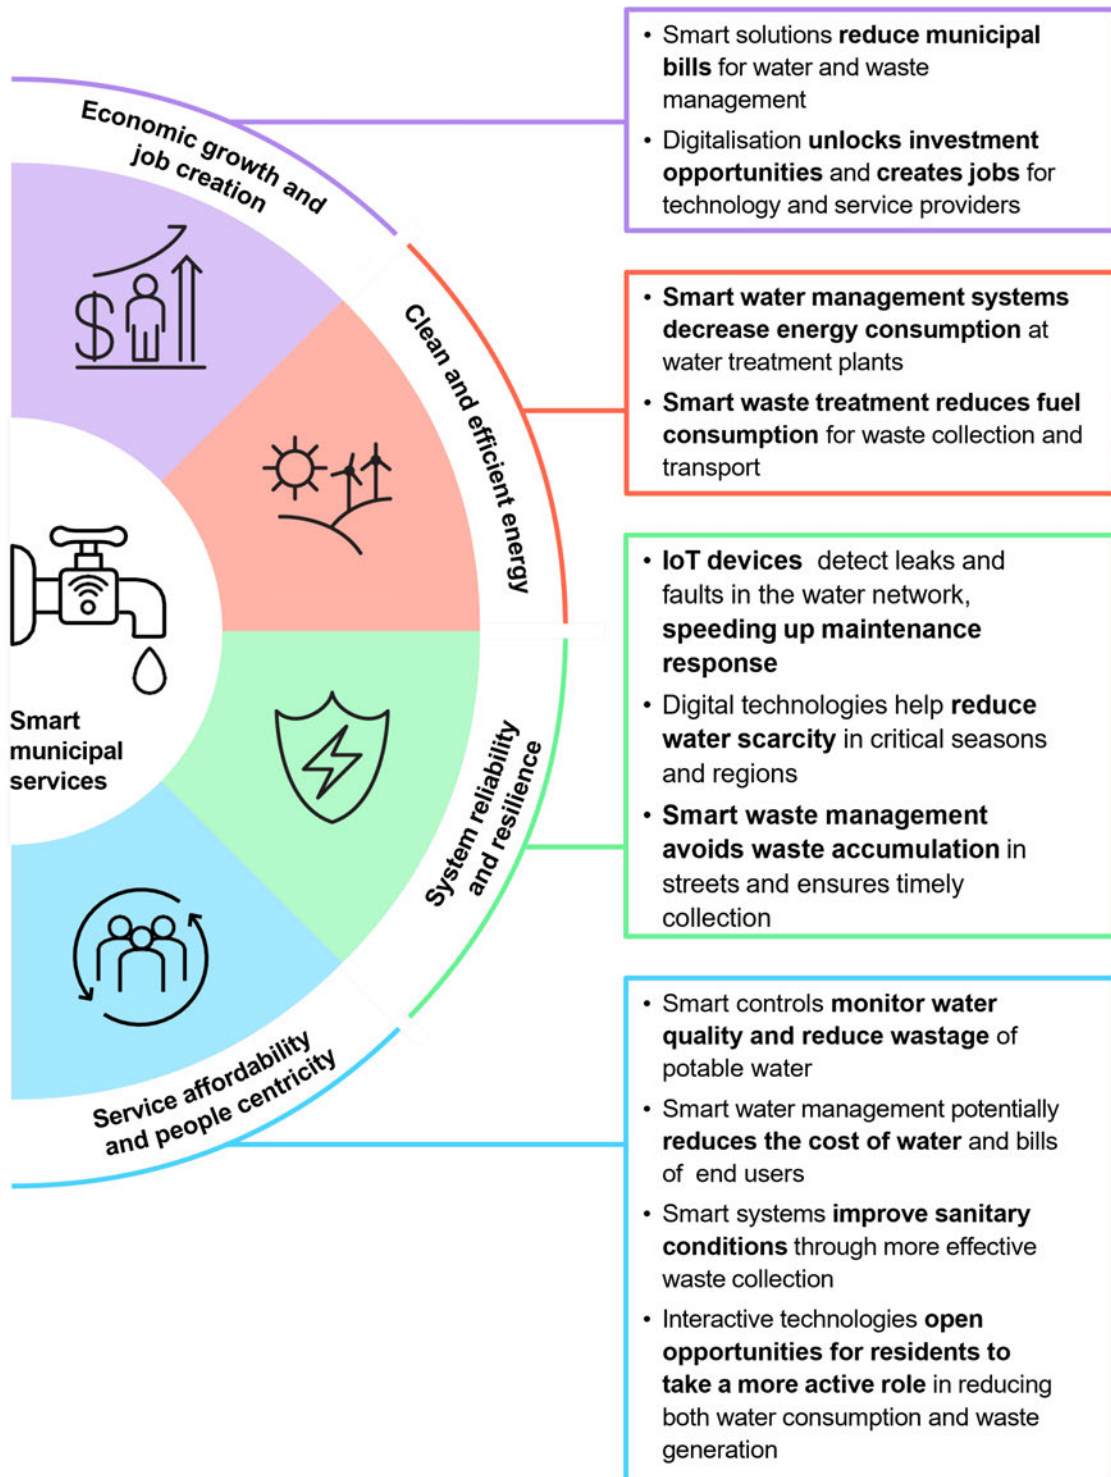 Economic growth and
job creation
Clean and efficient energy
System reliability
and resilience
Service affordability
and people centricity
Smart
municipal
services
• Smart solutions reduce municipal
bills for water and waste
management
• Digitalisation unlocks investment
opportunities and creates jobs for
technology and service providers
• Smart water management systems
decrease energy consumption at
water treatment plants
• Smart waste treatment reduces fuel
consumption for waste collection and
transport
• IoT devices detect leaks and
faults in the water network,
speeding up maintenance
response
• Digital technologies help reduce
water scarcity in critical seasons
and regions
• Smart waste management
avoids waste accumulation in
streets and ensures timely
collection
• Smart controls monitor water
quality and reduce wastage of
potable water
• Smart water management potentially
reduces the cost of water and bills
of end users
• Smart systems improve sanitary
conditions through more effective
waste collection
• Interactive technologies open
opportunities for residents to
take a more active role in reducing
both water consumption and waste
generation